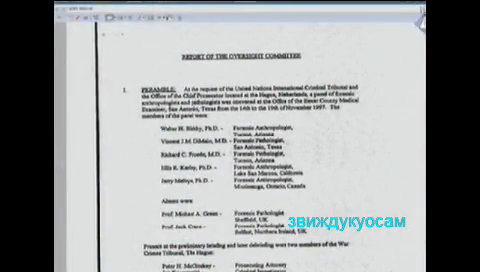 REPORT OF THE OVERSIGHT COMMITTEE
1. PERAMBLE: At the request of the United Nations International Criminal Tribunal and
the Office of the Chief Prosecutor located at the Hague, Netherlands, a panel of forensic
anthropologists and pathologists was convened at the Office of the Bexar County Medical
Examiner, San Antonio, Texas from the 14th to the 19th of November 1997. The
members of the panel were:
Walter H. Birkby, Ph.D. - Forensic Anthropologist,
Tucson, Arizona
Vincent J.M. DiMaio, M.D. - Forensic Pathologist,
San Antonio, Texas
Richard C. Froede, M.D. - Forensic Pathologist,
Tucson, Arizona
Ellis R. Kerley, Ph.D. - Forensic Anthropologist,
Lake San Marcos, California
Jerry Melbye, Ph.D. - Forensic Anthropologist,
Mississauga, Ontario, Canada
Absent were
Prof. Michael A. Green - Forensic Pathologist
Sheffield, UK
Prof. Jack Crane - Forensic Pathologist
Belfast, Northern Ireland, UK
звиждукуосам
Present at the preliminary briefing and later debriefing were two members of the War
Crimes Tribunal, The Hague:
Peter H. McCloskey - Prosecuting Attorney
Criminal Investigator